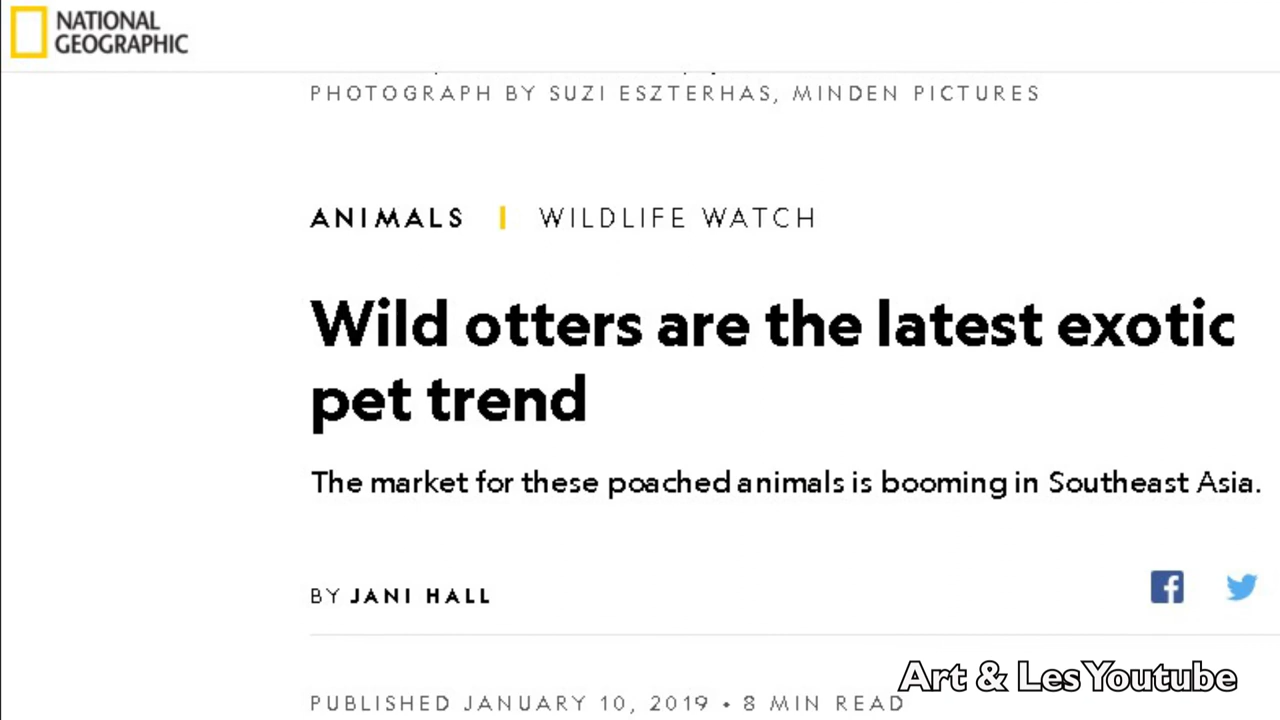 NATIONAL
GEOGRAPHIC
PHOTOGRAPH BY SUZI ESZTERHAS, MINDEN PICTURES
ANIMALS | WILDLIFE WATCH
Wild otters are the latest exotic
pet trend
The market for these poached animals is booming in Southeast Asia.
BY JANI HALL
PUBLISHED JANUARY 10, 2019 • 8 MIN READ
Art & LesYoutube